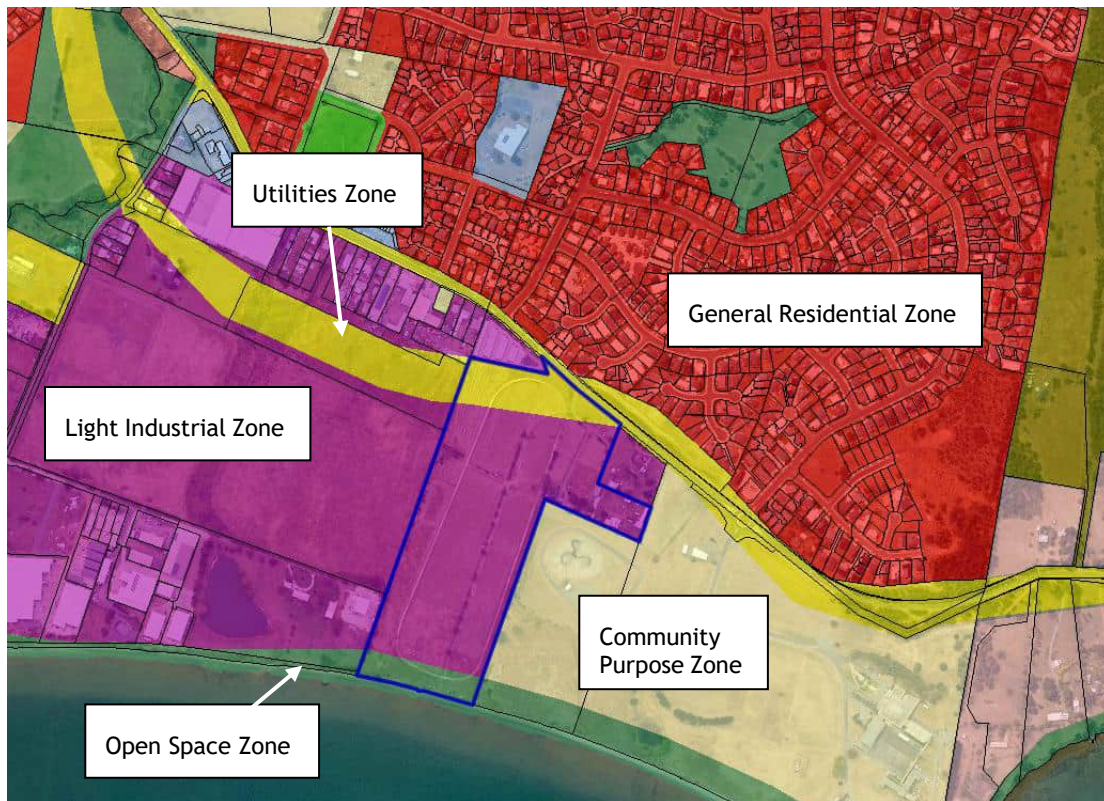 Utilities Zone
General Residential Zone
Light Industrial Zone
Community
Purpose Zone
Open Space Zone